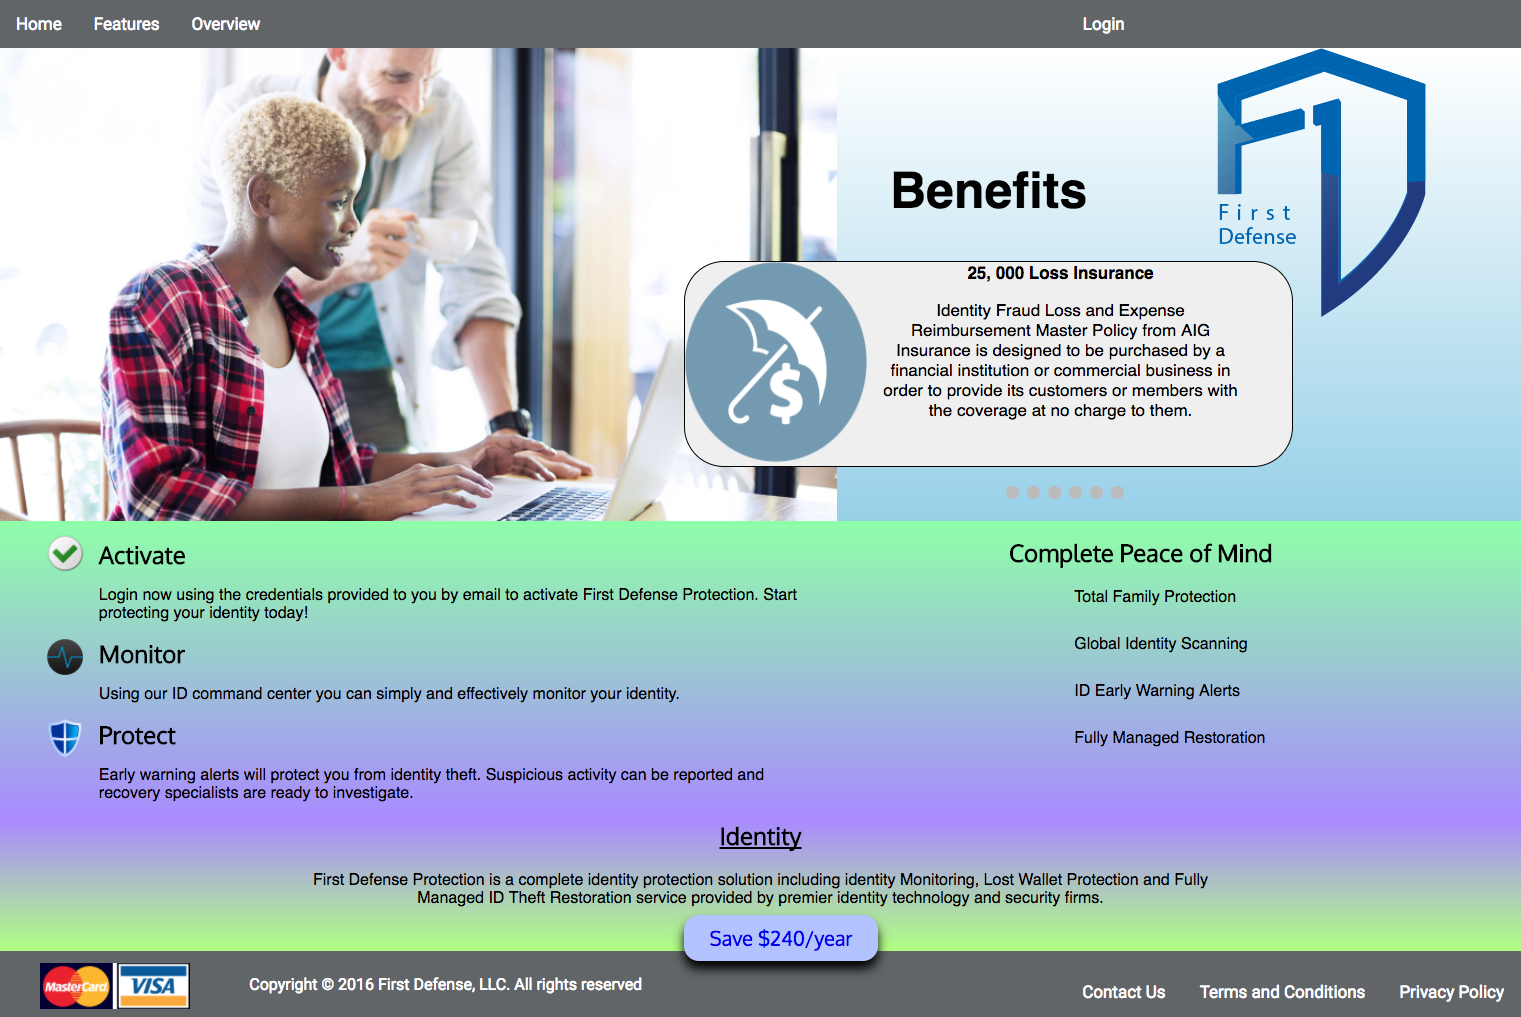 Home Features Overview Login
First
Defense
Benefits
25, 000 Loss Insurance
Identity Fraud Loss and Expense
Reimbursement Master Policy from AIG
Insurance is designed to be purchased by a
financial institution or commercial business in
order to provide its customers or members with
the coverage at no charge to them.
$
Activate
Login now using the credentials provided to you by email to activate First Defense Protection. Start
protecting your identity today!
Monitor
Using our ID command center you can simply and effectively monitor your identity.
Protect
Early warning alerts will protect you from identity theft. Suspicious activity can be reported and
recovery specialists are ready to investigate.
Complete Peace of Mind
Total Family Protection
Global Identity Scanning
ID Early Warning Alerts
Fully Managed Restoration
Identity
First Defense Protection is a complete identity protection solution including identity Monitoring, Lost Wallet Protection and Fully
Managed ID Theft Restoration service provided by premier identity technology and security firms.
Save $240/year
MasterCard VISA
Copyright © 2016 First Defense, LLC. All rights reserved
Contact Us Terms and Conditions Privacy Policy